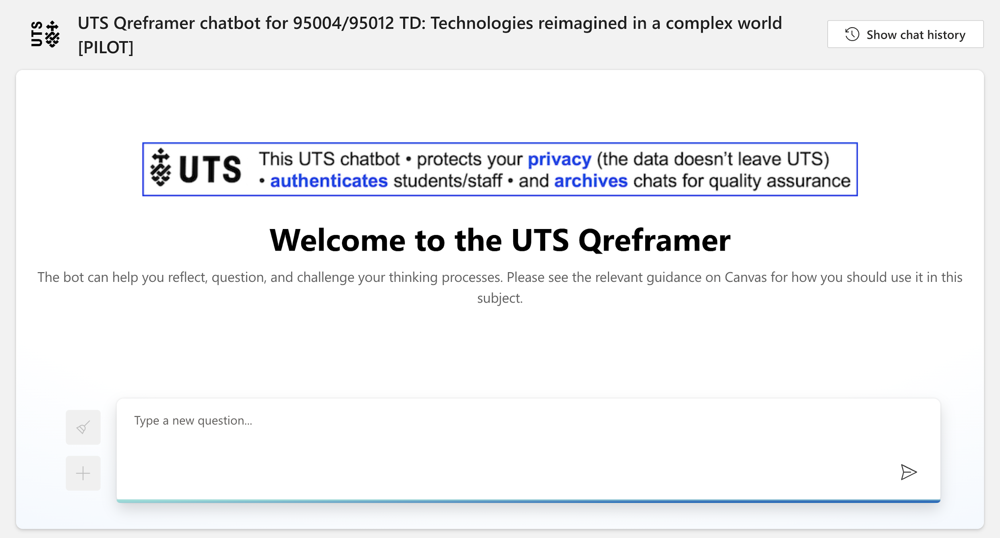 UTS
UTS Qreframer chatbot for 95004/95012 TD: Technologies reimagined in a complex world
[PILOT]
Show chat history
UTS
This UTS chatbot • protects your privacy (the data doesn’t leave UTS)
• authenticates students/staff • and archives chats for quality assurance
Welcome to the UTS Qreframer
The bot can help you reflect, question, and challenge your thinking processes. Please see the relevant guidance on Canvas for how you should use it in this
subject.
Type a new question...